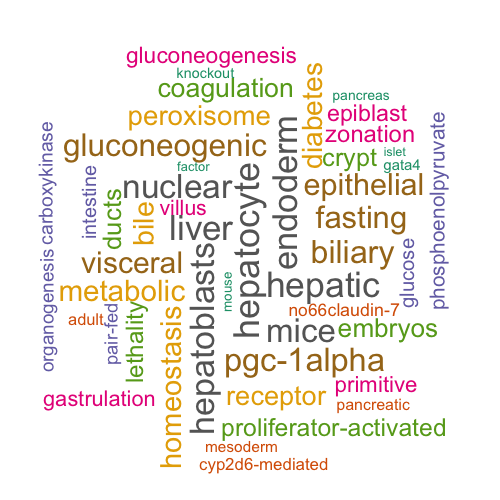 gluconeogenesis
knockout
coagulation
diabetes
pancreas
peroxisome
epiblast
zonation
gluconeogenic
endoderm
crypt
islet
gata4
phosphoenolpyruvate
carboxykinase
organogenesis
intestine
ducts
bile
nuclear
factor
villus
liver
hepatocyte
epithelial
fasting
biliary
glucose
visceral
metabolic
hepatoblasts
mouse
hepatic
no66claudin-7
adult
pair-fed
lethality
homeostasis
mice
embryos
pgc-1alpha
gastrulation
receptor
primitive
pancreatic
proliferator-activated
mesoderm
cyp2d6-mediated